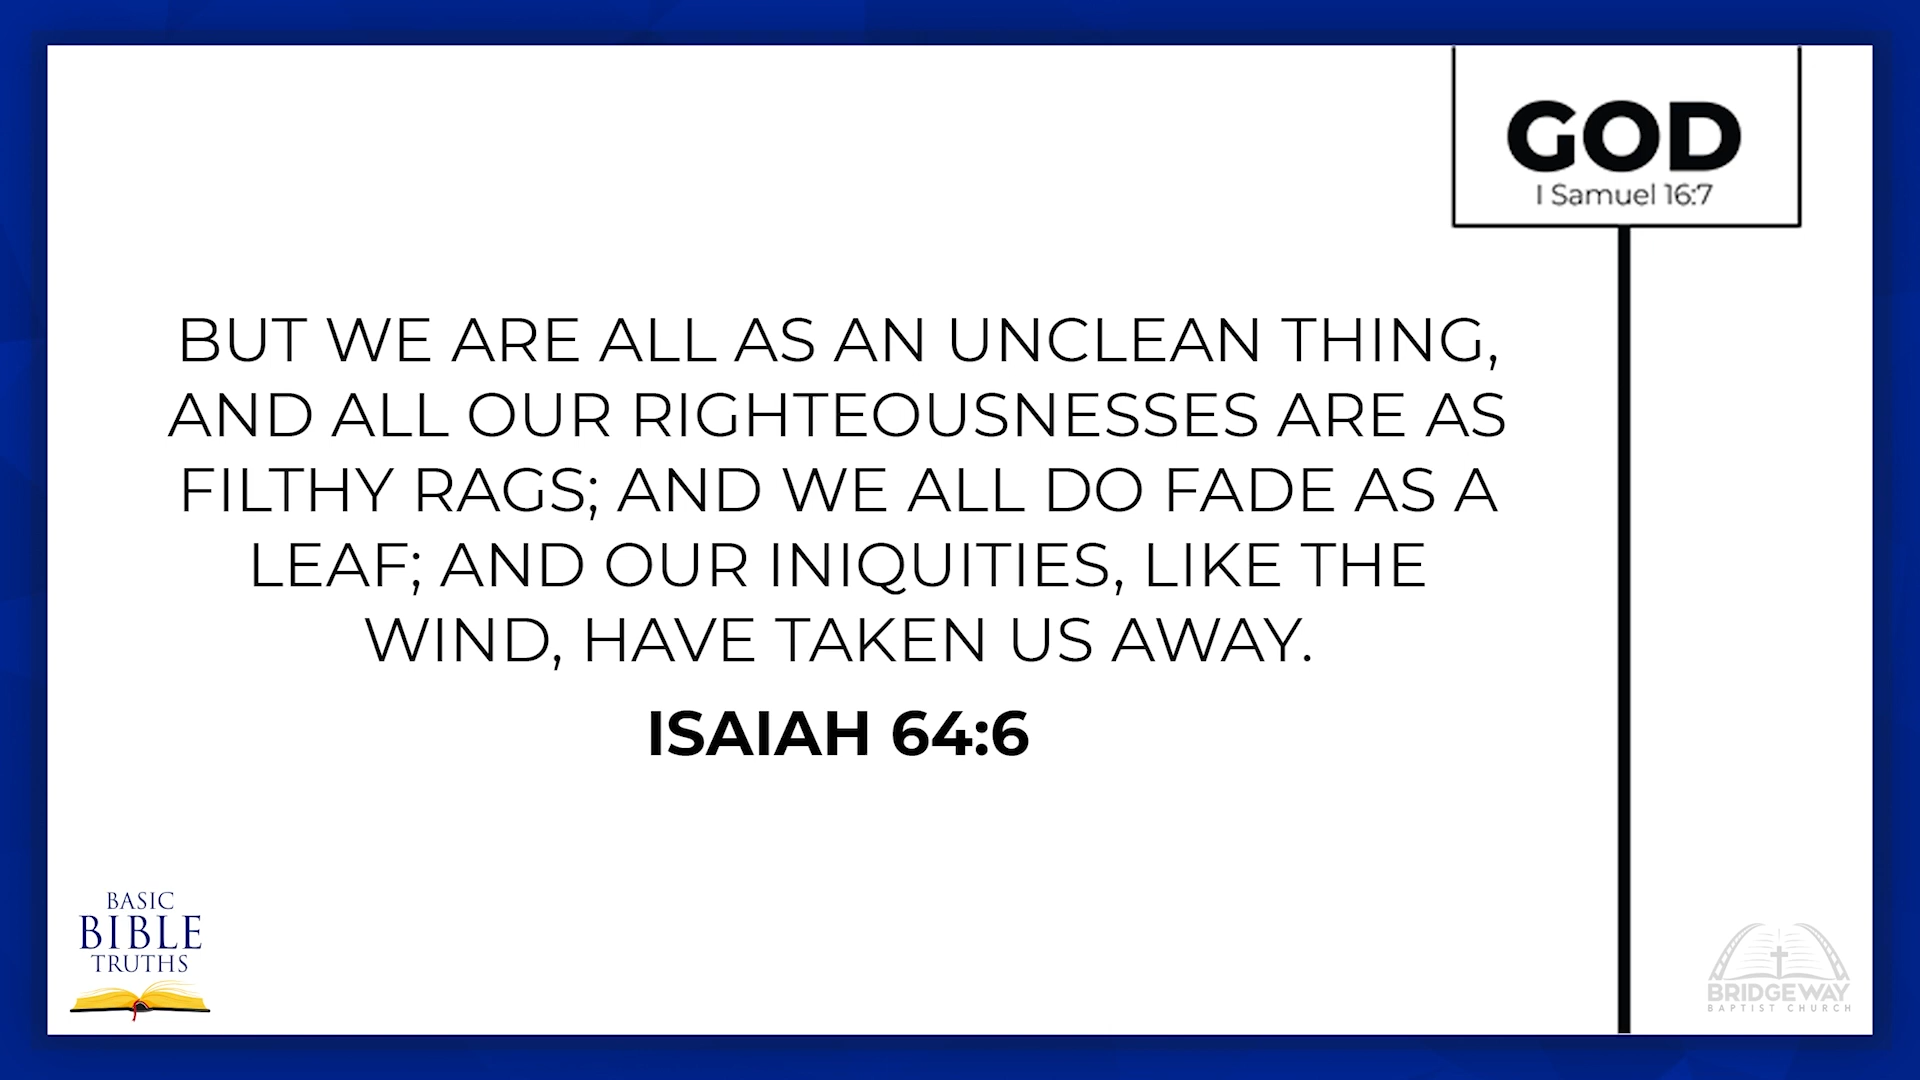 GOD
I Samuel 16:7
BUT WE ARE ALL AS AN UNCLEAN THING,
AND ALL OUR RIGHTEOUSNESSES ARE AS
FILTHY RAGS; AND WE ALL DO FADE AS A
LEAF; AND OUR INIQUITIES, LIKE THE
WIND, HAVE TAKEN US AWAY.
ISAIAH 64:6
BASIC
BIBLE
TRUTHS
BRIDGEWAY
BAPTIST CHURCH